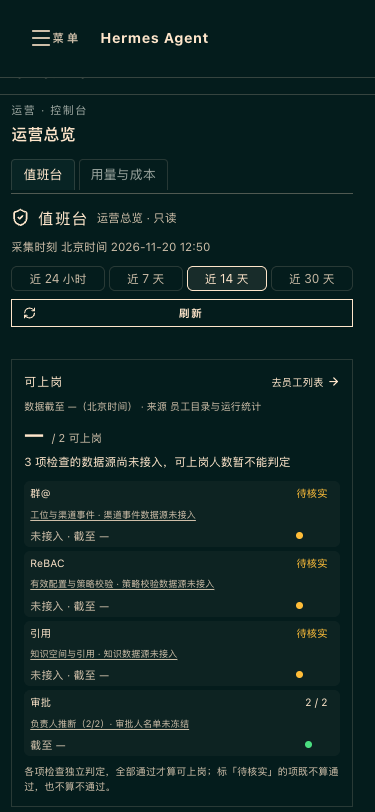 菜单
Hermes Agent
运营 · 控制台
运营总览
值班台
用量与成本
值班台 运营总览 · 只读
采集时刻 北京时间 2026-11-20 12:50
近 24 小时
近 7 天
近 14 天
近 30 天
刷新
可上岗
去员工列表 →
数据截至 —（北京时间） · 来源 员工目录与运行统计
— / 2 可上岗
3 项检查的数据源尚未接入，可上岗人数暂不能判定
群@
待核实
工位与渠道事件 · 渠道事件数据源未接入
未接入 · 截至 —
ReBAC
待核实
有效配置与策略校验 · 策略校验数据源未接入
未接入 · 截至 —
引用
待核实
知识空间与引用 · 知识数据源未接入
未接入 · 截至 —
审批
2 / 2
负责人推断（2/2） · 审批人名单未冻结
截至 —
各项检查独立判定，全部通过才算可上岗；标「待核实」的项既不算通
过，也不算不通过。